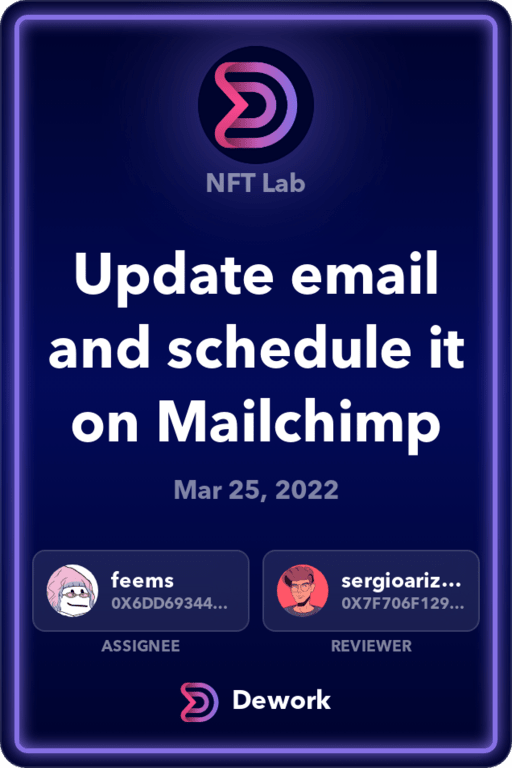 NFT Lab
Update email
and schedule it
on Mailchimp
Mar 25, 2022
feems
0X6DD69344...
ASSIGNEE
sergioariz...
0X7F706F129...
REVIEWER
Dework